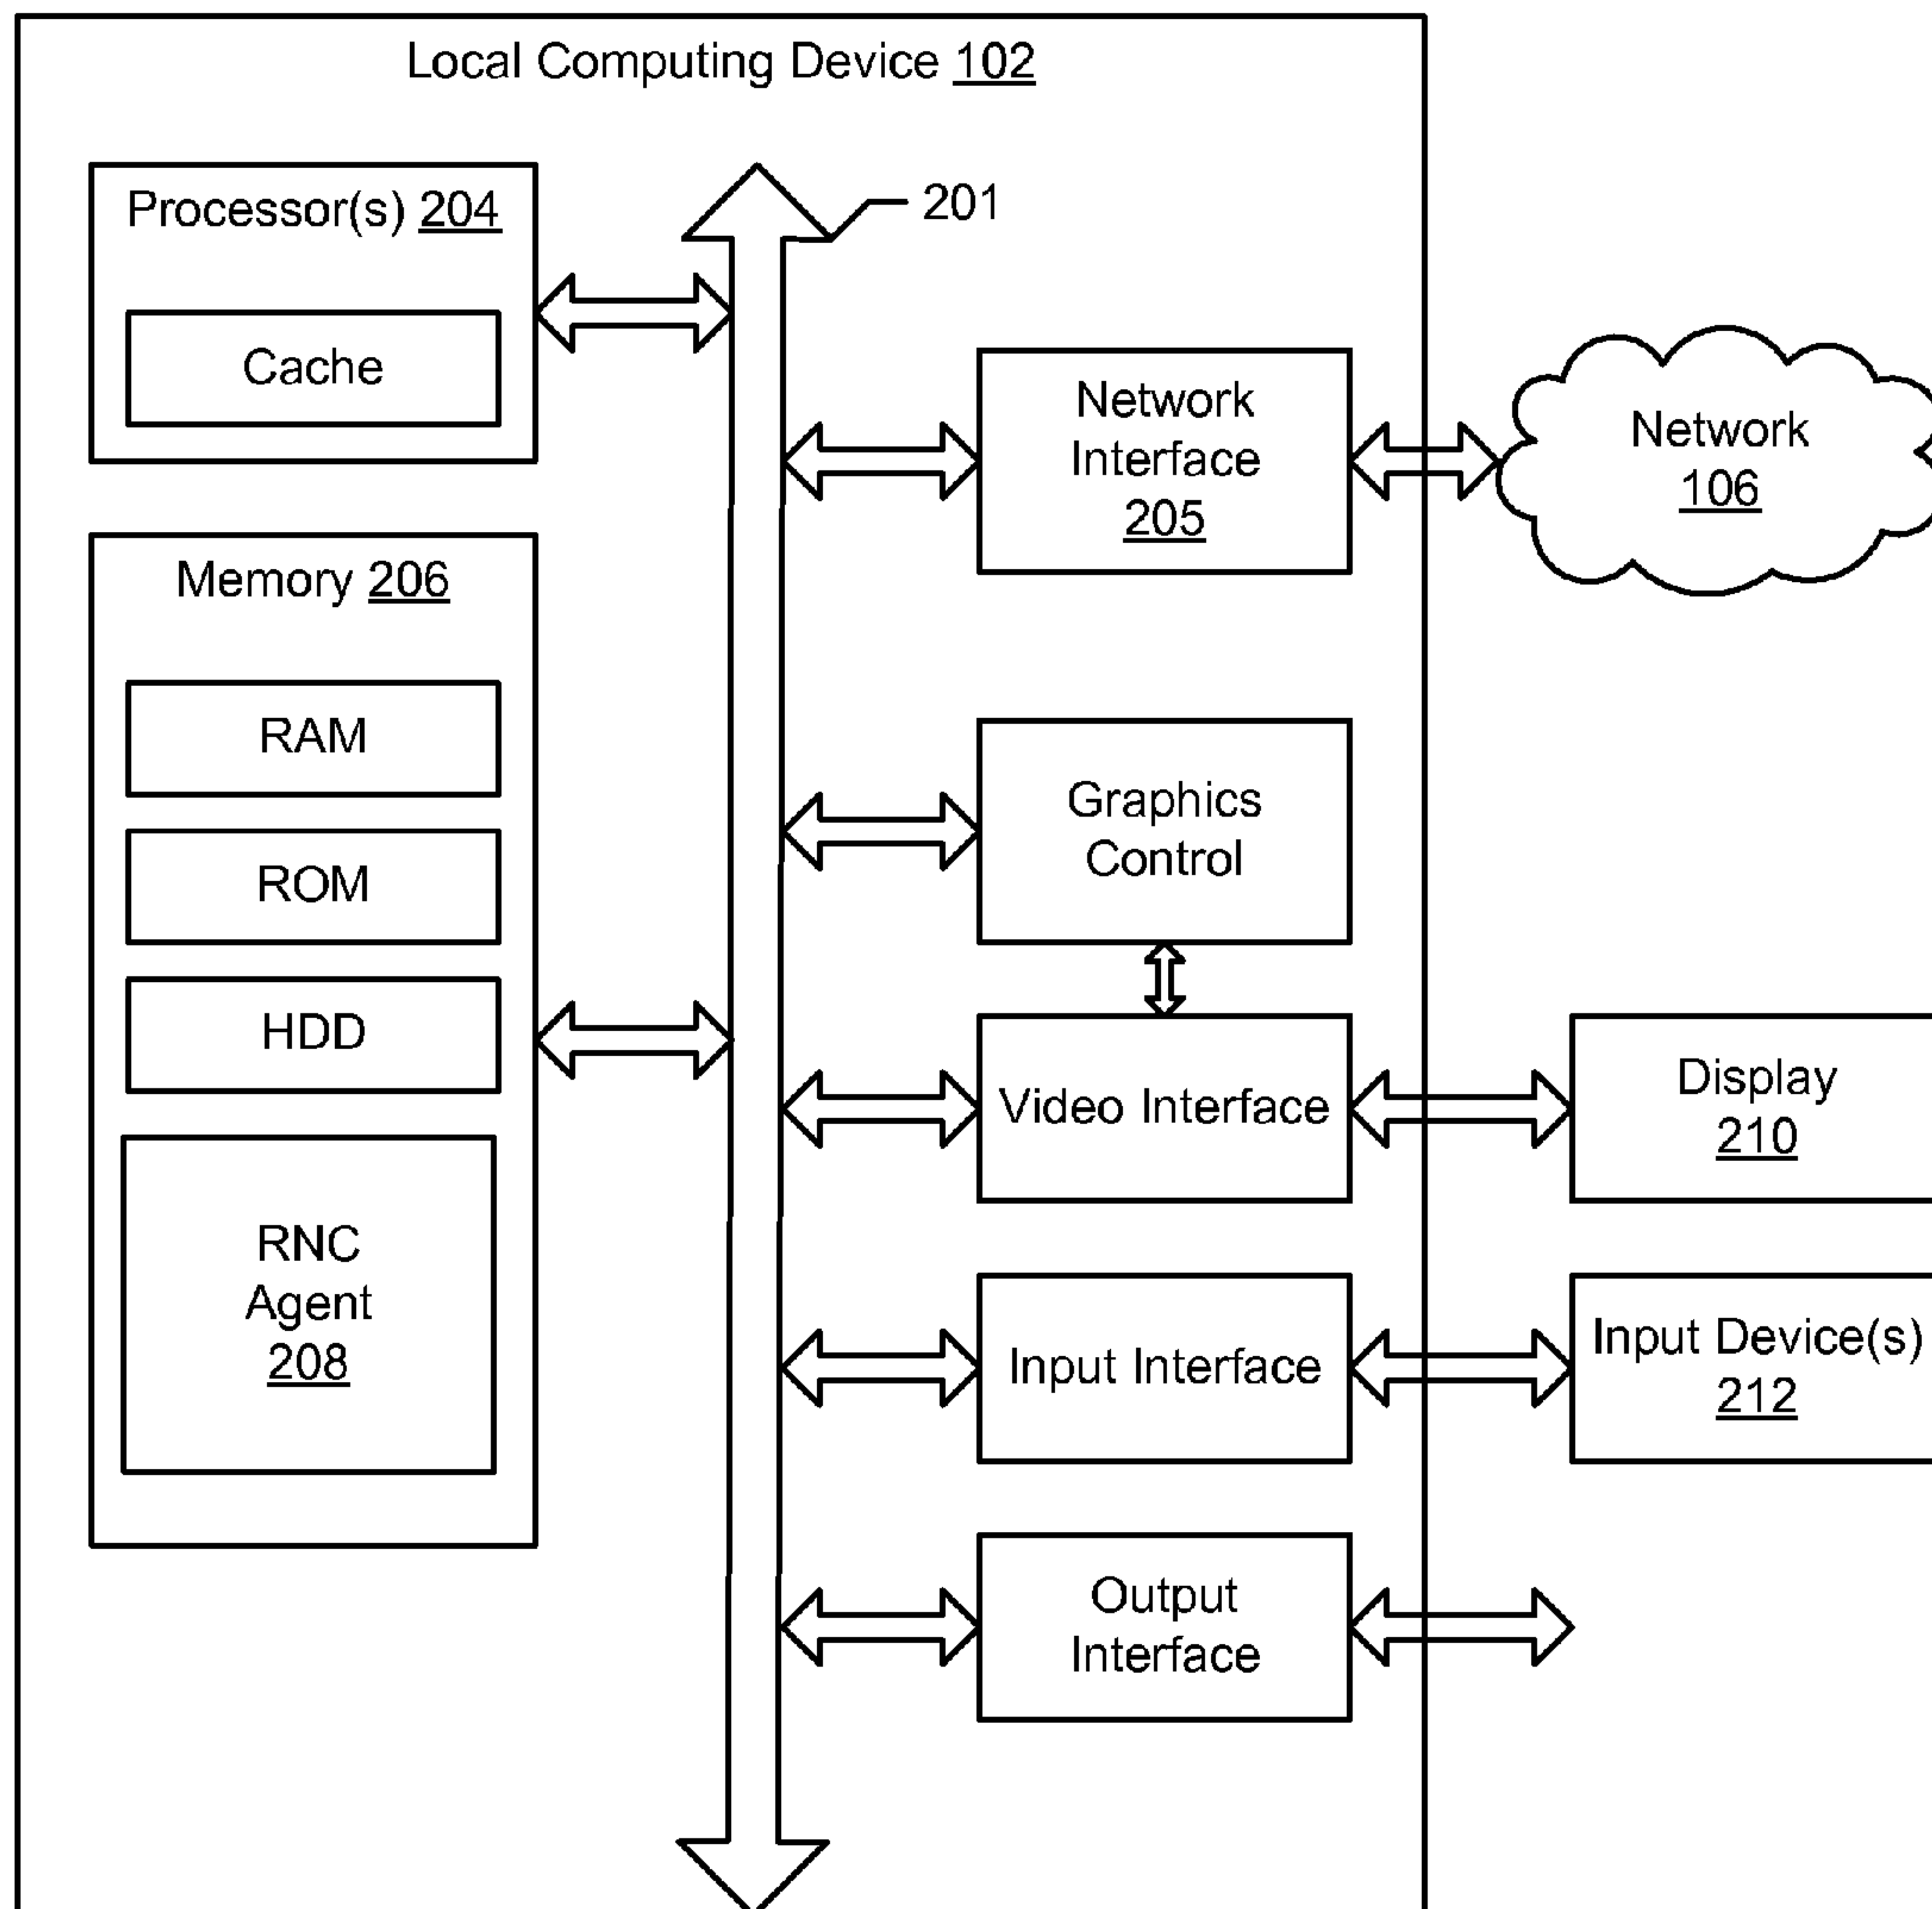 Local Computing Device 102
Processor(s) 204
Cache
201
Network
Interface
205
Network
106
Memory 206
RAM
ROM
HDD
RNC
Agent
208
Graphics
Control
Video Interface
Display
210
Input Interface
Input Device(s)
212
Output
Interface